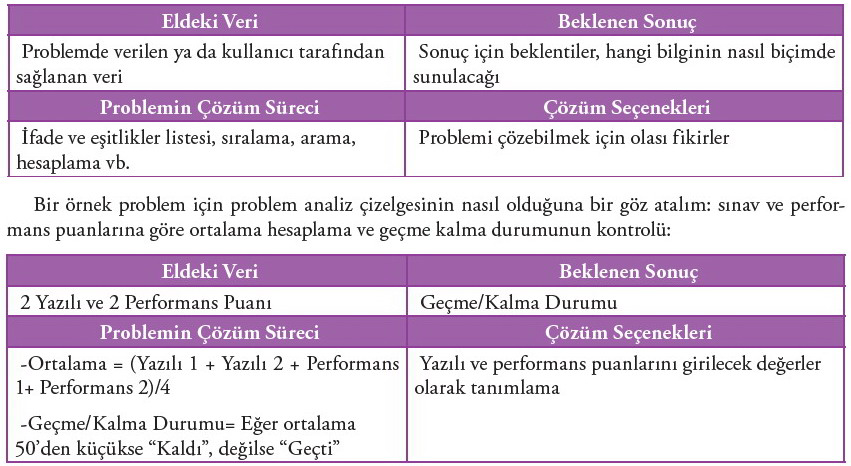 Eldeki Veri
Beklenen Sonuç
Problemde verilen ya da kullanıcı tarafından
sağlanan veri
Sonuç için beklentiler, hangi bilginin nasıl biçimde
sunulacağı
Problemin Çözüm Süreci
Çözüm Seçenekleri
İfade ve eşitlikler listesi, sıralama, arama,
hesaplama vb.
Problemi çözebilmek için olası fikirler
Bir örnek problem için problem analiz çizelgesinin nasıl olduğuna bir göz atalım: sınav ve perfor-
mans puanlarına göre ortalama hesaplama ve geçme kalma durumunun kontrolü:
Eldeki Veri
Beklenen Sonuç
2 Yazılı ve 2 Performans Puanı
Geçme/Kalma Durumu
Problemin Çözüm Süreci
Çözüm Seçenekleri
-Ortalama = (Yazılı 1 + Yazılı 2 + Performans
1+ Performans 2)/4
-Geçme/Kalma Durumu= Eğer ortalama
50’den küçükse “Kaldı”, değilse “Geçti”
Yazılı ve performans puanlarını girilecek değerler
olarak tanımlama